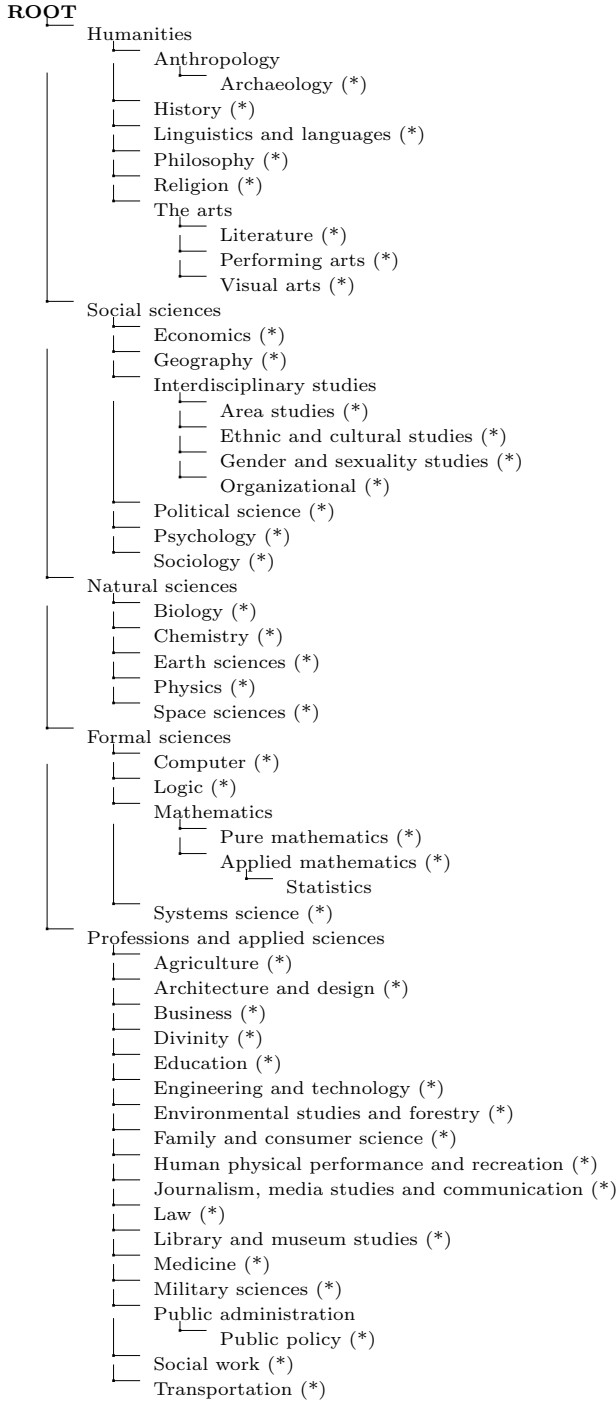 ROOT
Humanities
Anthropology
Archaeology (*)
History (*)
Linguistics and languages (*)
Philosophy (*)
Religion (*)
The arts
Literature (*)
Performing arts (*)
Visual arts (*)
Social sciences
Economics (*)
Geography (*)
Interdisciplinary studies
Area studies (*)
Ethnic and cultural studies (*)
Gender and sexuality studies (*)
Organizational (*)
Political science (*)
Psychology (*)
Sociology (*)
Natural sciences
Biology (*)
Chemistry (*)
Earth sciences (*)
Physics (*)
Space sciences (*)
Formal sciences
Computer (*)
Logic (*)
Mathematics
Pure mathematics (*)
Applied mathematics (*)
Statistics
Systems science (*)
Professions and applied sciences
Agriculture (*)
Architecture and design (*)
Business (*)
Divinity (*)
Education (*)
Engineering and technology (*)
Environmental studies and forestry (*)
Family and consumer science (*)
Human physical performance and recreation (*)
Journalism, media studies and communication (*)
Law (*)
Library and museum studies (*)
Medicine (*)
Military sciences (*)
Public administration
Public policy (*)
Social work (*)
Transportation (*)